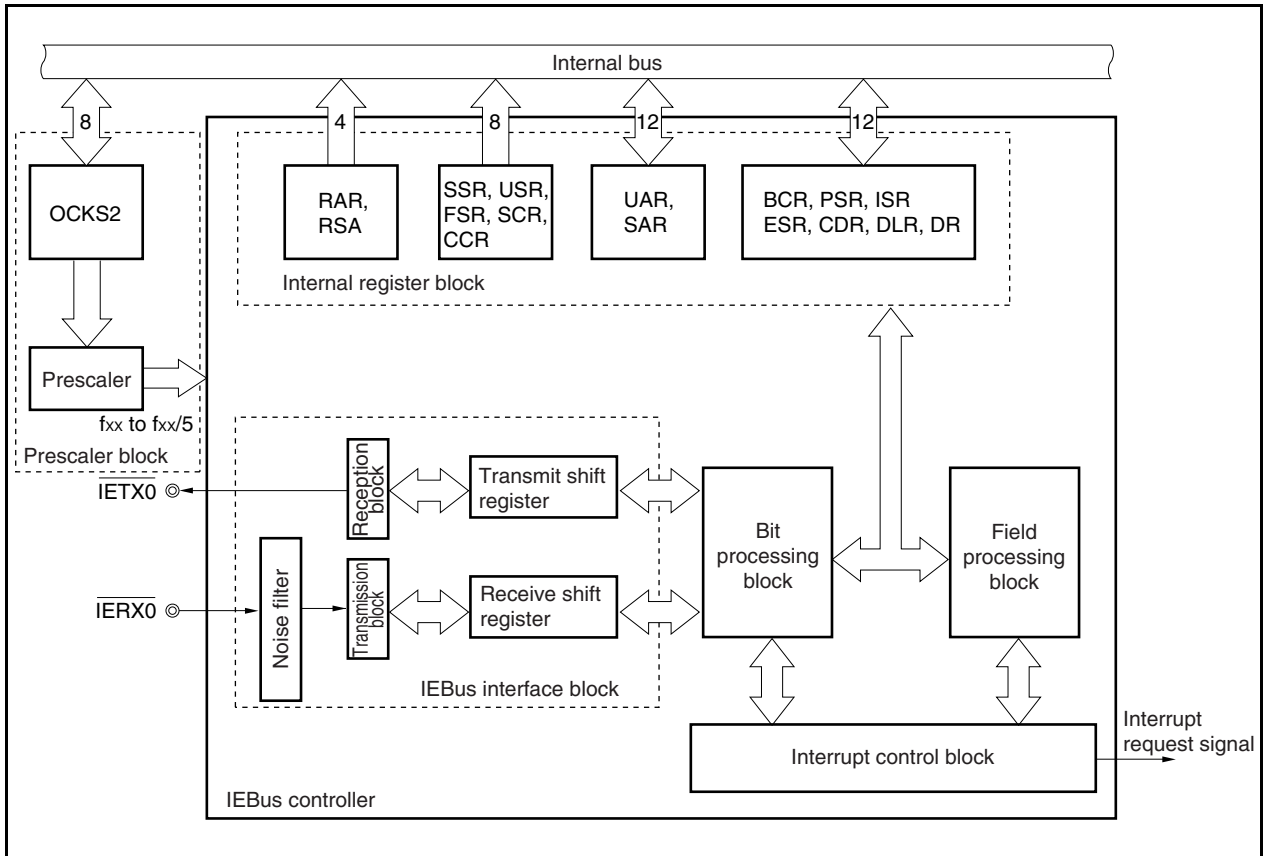 Internal bus
8
4
8
12
12
OCKS2
RAR,
RSA
SSR, USR,
FSR, SCR,
CCR
UAR,
SAR
BCR, PSR, ISR
ESR, CDR, DLR, DR
Internal register block
Prescaler
fxx to fxx/5
Prescaler block
IETX0
Reception
block
Transmit shift
register
Bit
processing
block
Field
processing
block
IERX0
Noise filter
Transmission
block
Receive shift
register
IEBus interface block
Interrupt control block
Interrupt
request signal
IEBus controller